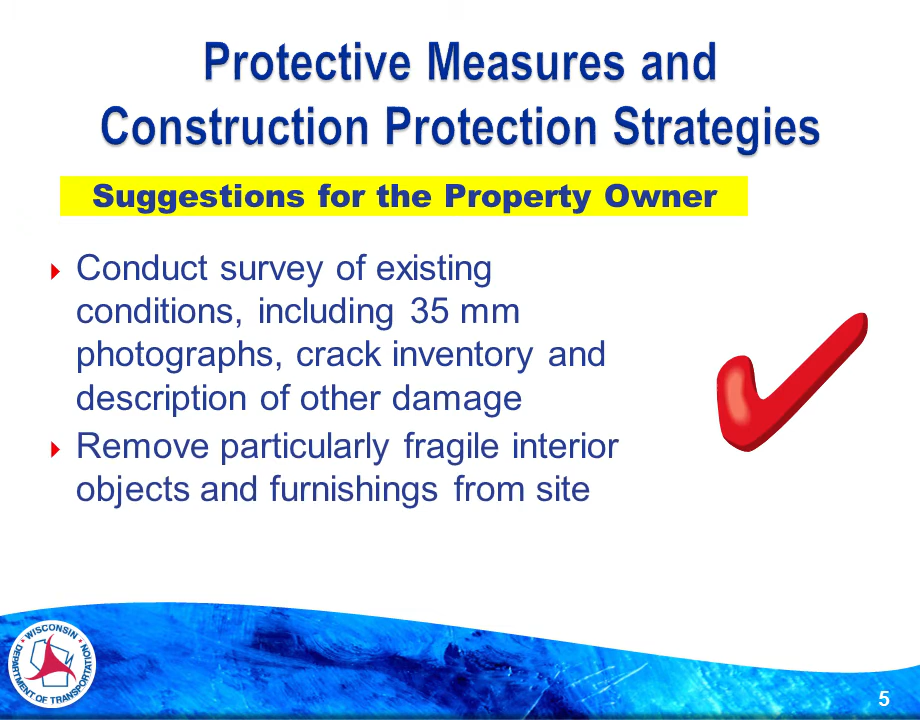 Protective Measures and
Construction Protection Strategies
Suggestions for the Property Owner
Conduct survey of existing
conditions, including 35 mm
photographs, crack inventory and
description of other damage
Remove particularly fragile interior
objects and furnishings from site
WISCONSIN
DEPARTMENT OF TRANSPORTATION
5